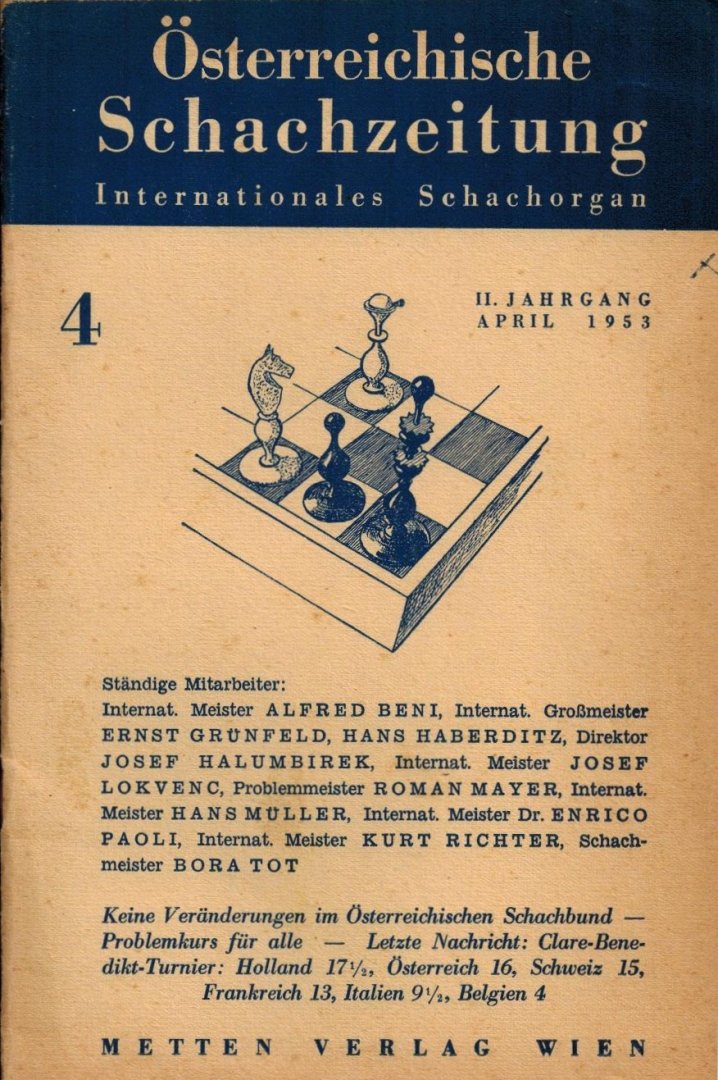 Österreichische
Schachzeitung
Internationales Schachorgan
4
II. JAHRGANG
APRIL 1953
Ständige Mitarbeiter:
Internat. Meister ALFRED BENI, Internat. Großmeister
ERNST GRÜNFELD, HANS HABERDITZ, Direktor
JOSEF HALUMBIREK, Internat. Meister JOSEF
LOKVENC, Problemmeister ROMAN MAYER, Internat.
Meister HANS MÜLLER, Internat. Meister Dr. ENRICO
PAOLI, Internat. Meister KURT RICHTER, Schach-
meister BORA TOT
Keine Veränderungen im Österreichischen Schachbund —
Problemkurs für alle — Letzte Nachricht: Clare-Bene-
dikt-Turnier: Holland 17½, Österreich 16, Schweiz 15,
Frankreich 13, Italien 9½, Belgien 4
METTEN VERLAG WIEN